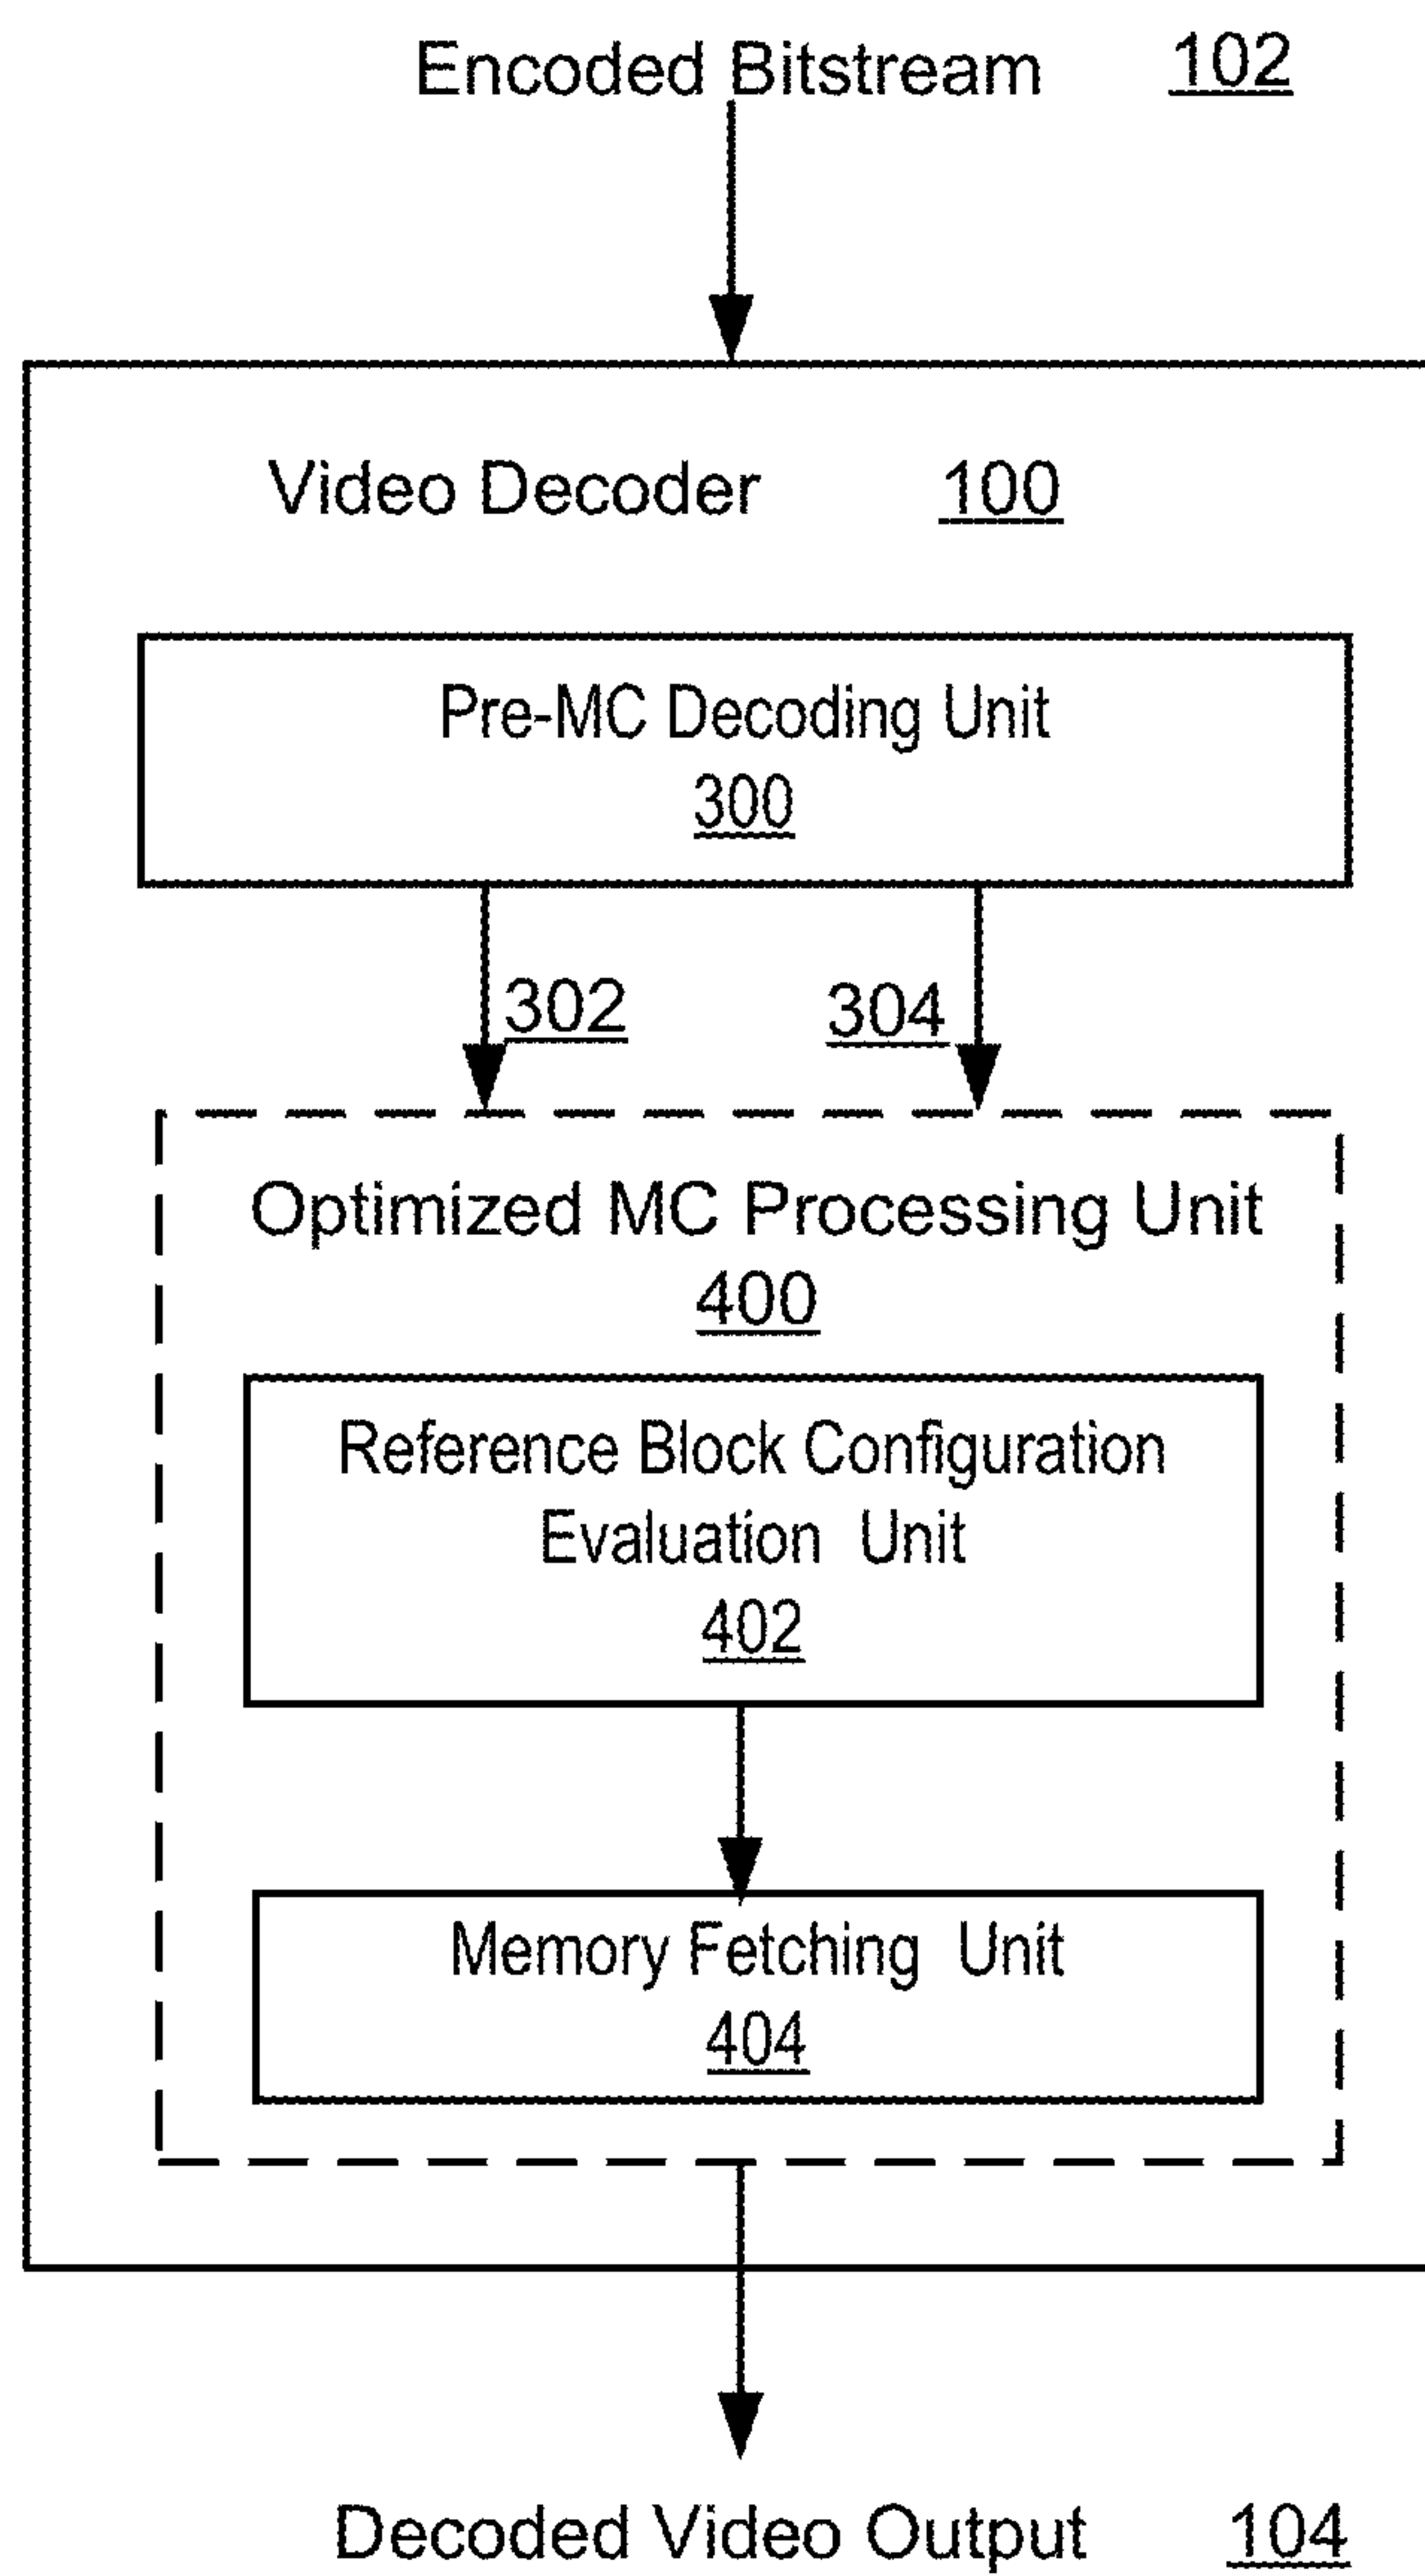 Encoded Bitstream 102
Video Decoder 100
Pre-MC Decoding Unit
300
302 304
Optimized MC Processing Unit
400
Reference Block Configuration
Evaluation Unit
402
Memory Fetching Unit
404
Decoded Video Output 104